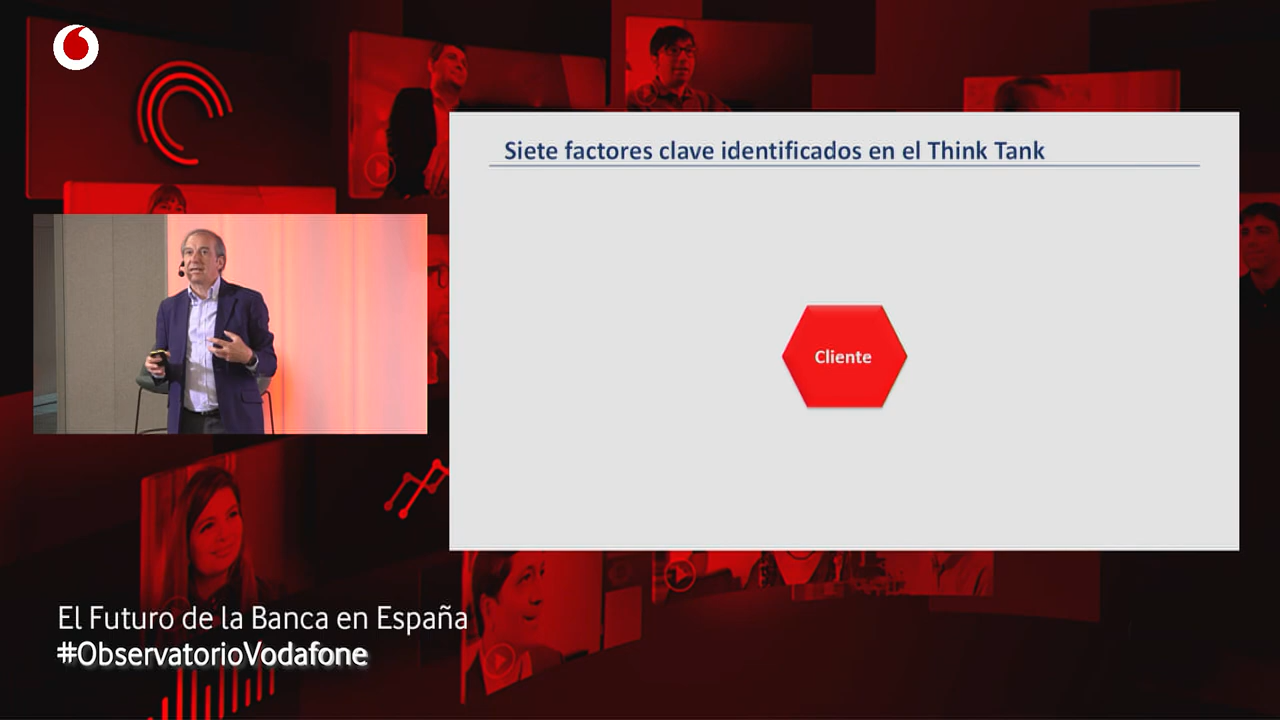 Siete factores clave identificados en el Think Tank
Cliente
El Futuro de la Banca en España
#ObservatorioVodafone